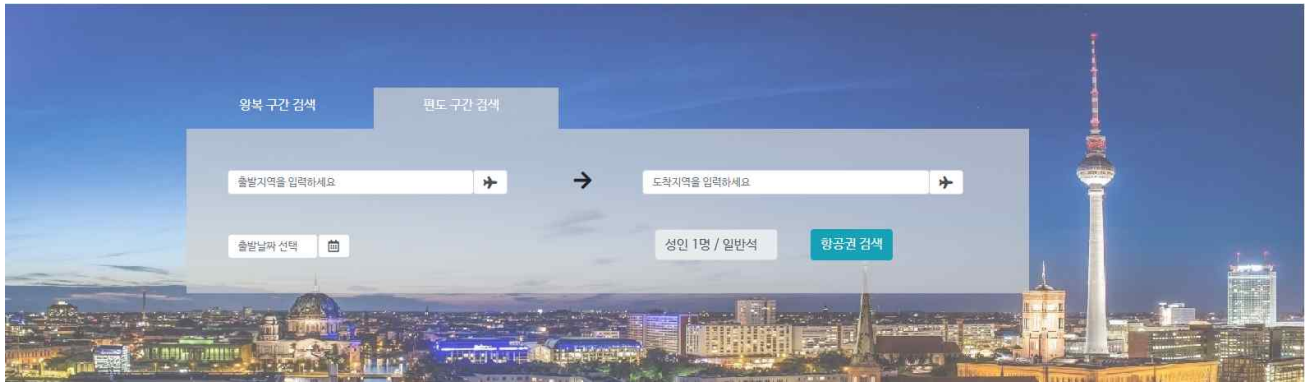 왕복 구간 검색
편도 구간 검색
출발지역을 입력하세요
도착지역을 입력하세요
출발날짜 선택
성인 1명 / 일반석
항공권 검색